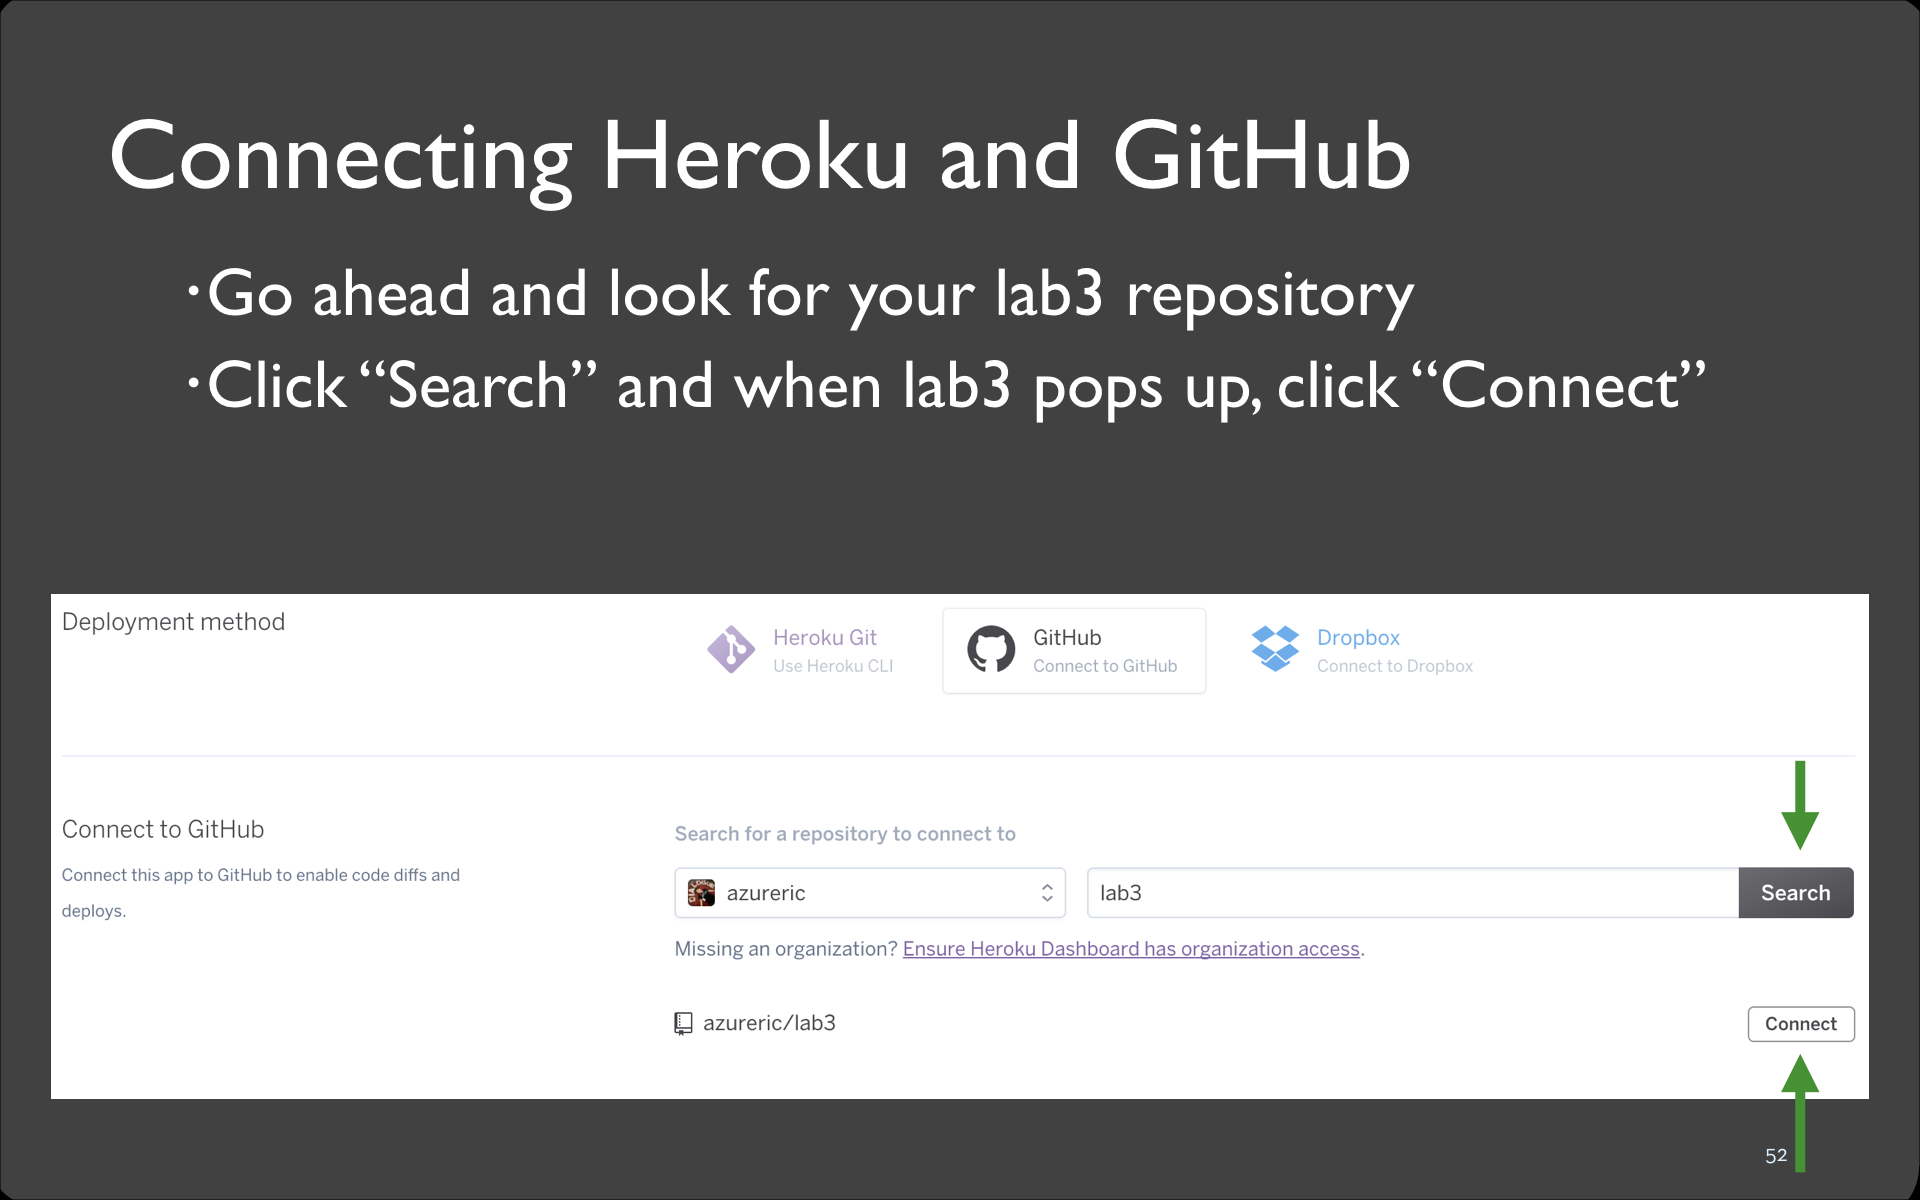 Connecting Heroku and GitHub
•Go ahead and look for your lab3 repository
•Click “Search” and when lab3 pops up, click “Connect”
Deployment method
Heroku Git
Use Heroku CLI
GitHub
Connect to GitHub
Dropbox
Connect to Dropbox
Connect to GitHub
Connect this app to GitHub to enable code diffs and
deploys.
Search for a repository to connect to
azureric
lab3
Search
Missing an organization? Ensure Heroku Dashboard has organization access.
azureric/lab3
Connect
52